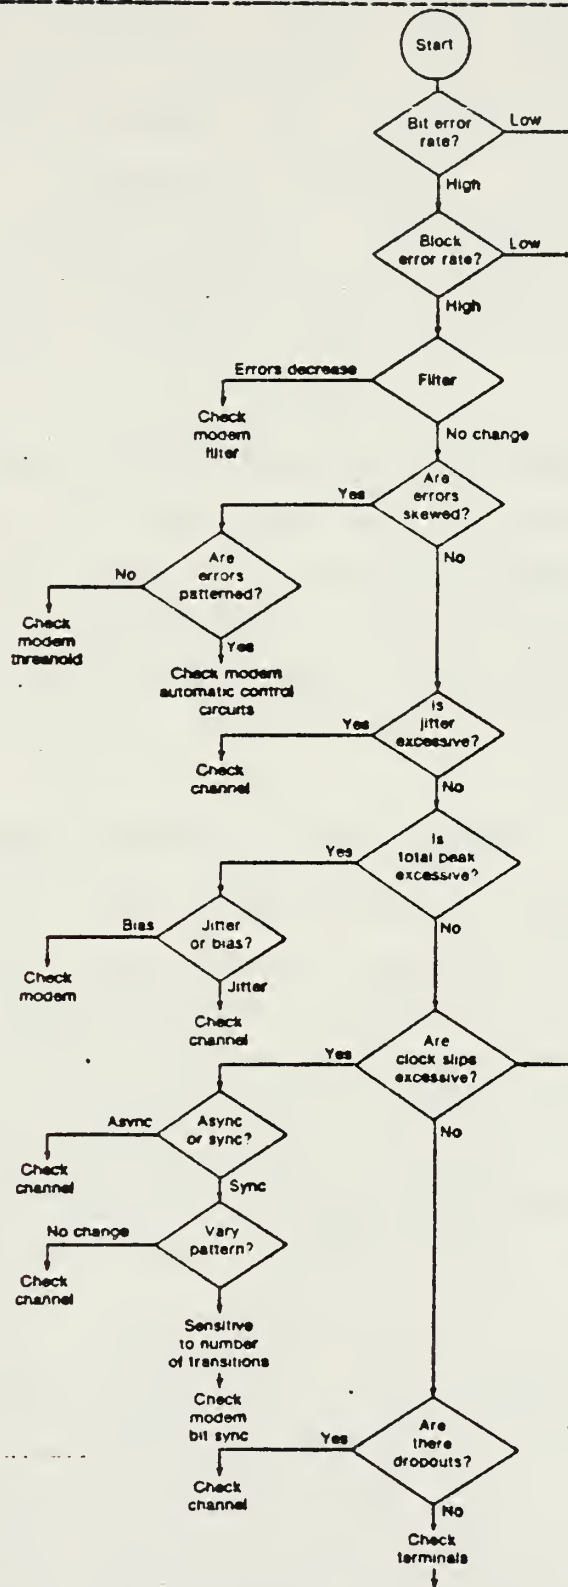 Start
Bit error
rate?
Low
High
Block
error rate?
Low
High
Errors decrease
Filter
Check
modem
filter
No change
Are
errors
skewed?
Yes
No
Are
errors
patterned?
No
Check
modem
threshold
Yes
Check modem
automatic control
circuits
Is
jitter
excessive?
Yes
Check
channel
No
Is
total peak
excessive?
Yes
No
Jitter
or bias?
Bias
Check
modem
Jitter
Check
channel
Are
clock slips
excessive?
Yes
No
Async
or sync?
Async
Check
channel
Sync
Vary
pattern?
No change
Check
channel
Sensitive
to number
of transitions
Check
modem
bit sync
Are
there
dropouts?
Yes
Check
channel
No
Check
terminals